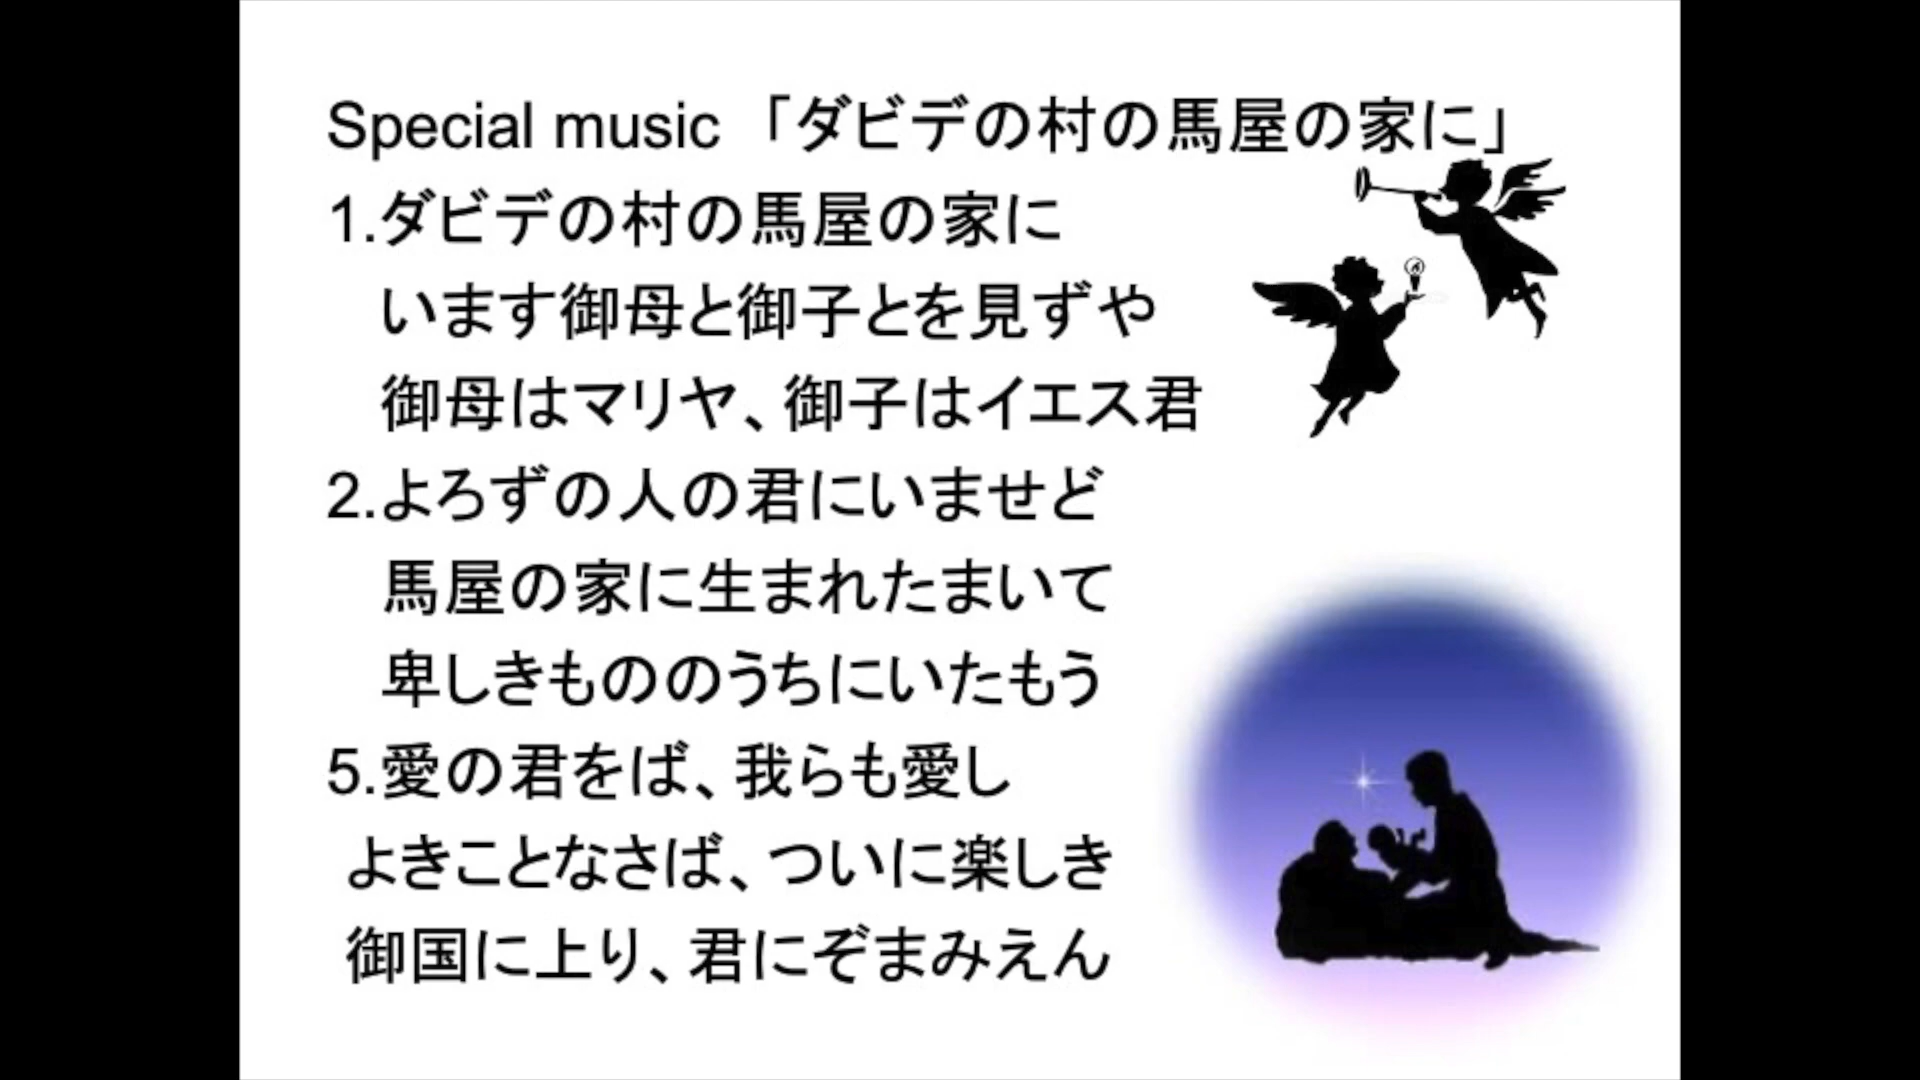 Special music 「ダビデの村の馬屋の家に」
1.ダビデの村の馬屋の家に
います御母と御子とを見ずや
御母はマリヤ、御子はイエス君
2.よろずの人の君にいませど
馬屋の家に生まれたまいて
卑しきもののうちにいたもう
5.愛の君をば、我らも愛し
よきことなさば、ついに楽しき
御国に上り、君にぞまみえん